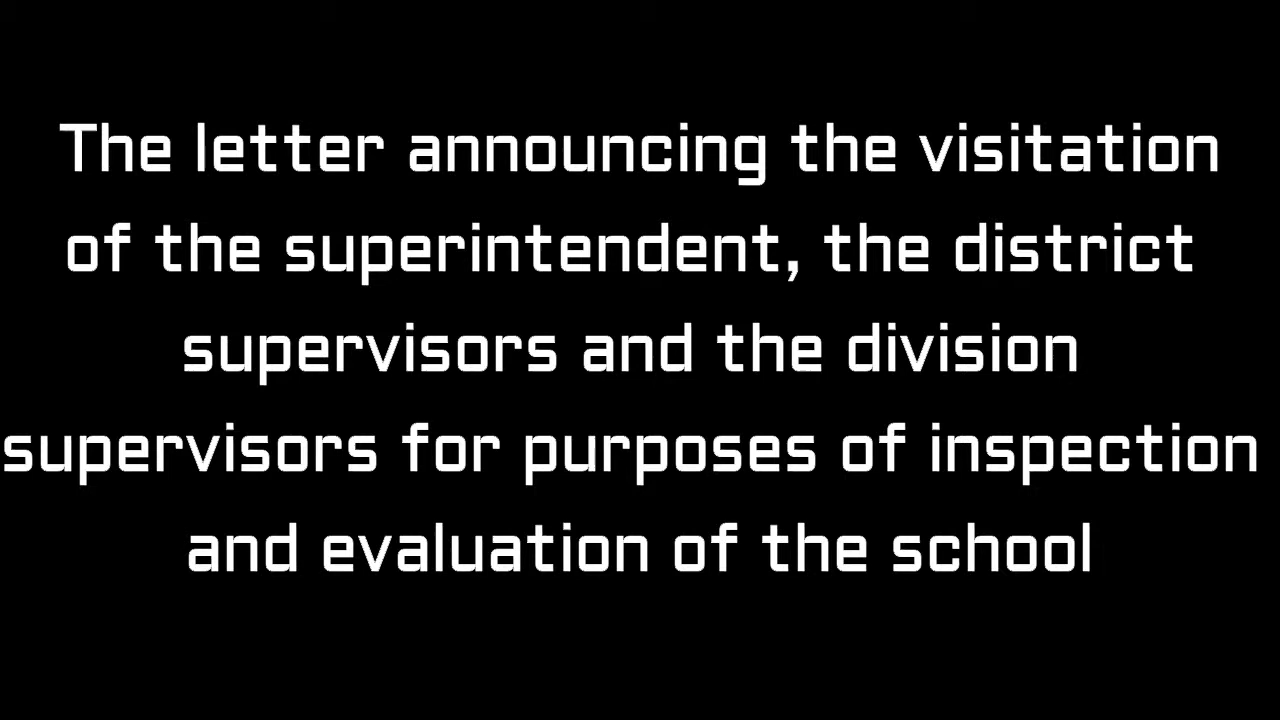 The letter announcing the visitation
of the superintendent, the district
supervisors and the division
supervisors for purposes of inspection
and evaluation of the school